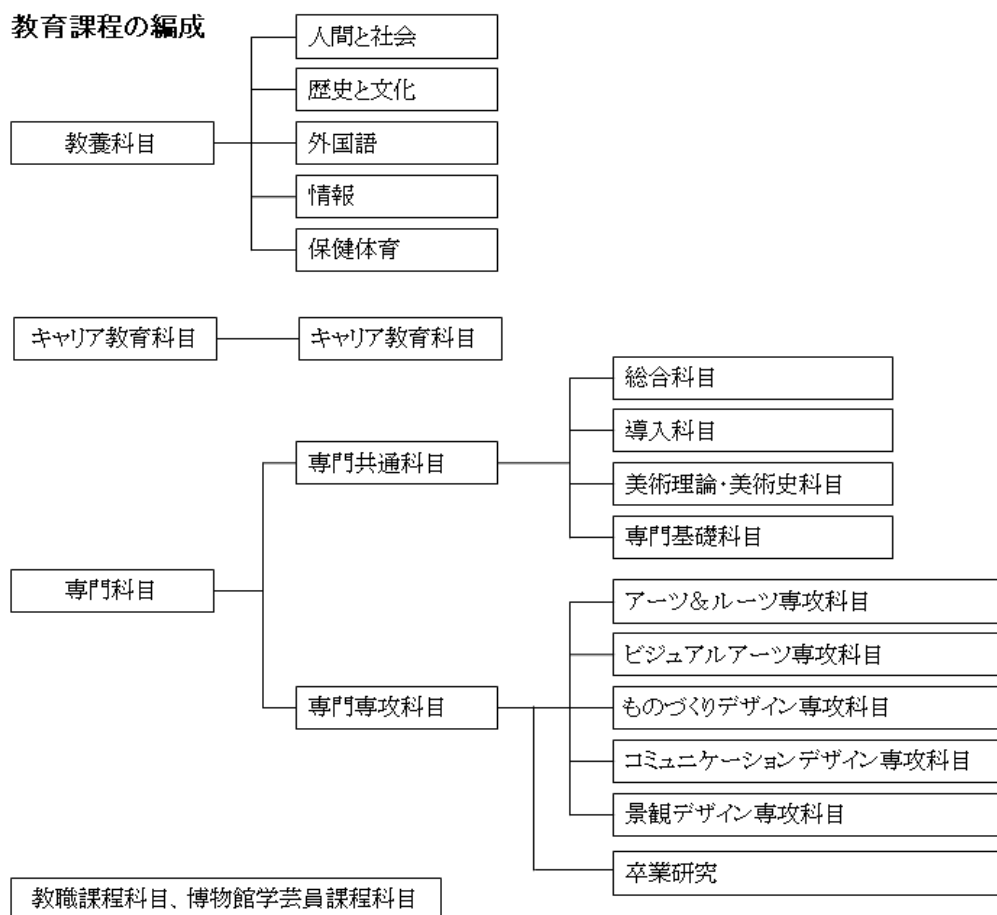 教育課程の編成
教養科目
人間と社会
歴史と文化
外国語
情報
保健体育
キャリア教育科目
キャリア教育科目
専門科目
専門共通科目
総合科目
導入科目
美術理論・美術史科目
専門基礎科目
専門専攻科目
アーツ&ルーツ専攻科目
ビジュアルアーツ専攻科目
ものづくりデザイン専攻科目
コミュニケーションデザイン専攻科目
景観デザイン専攻科目
卒業研究
教職課程科目、博物館学芸員課程科目